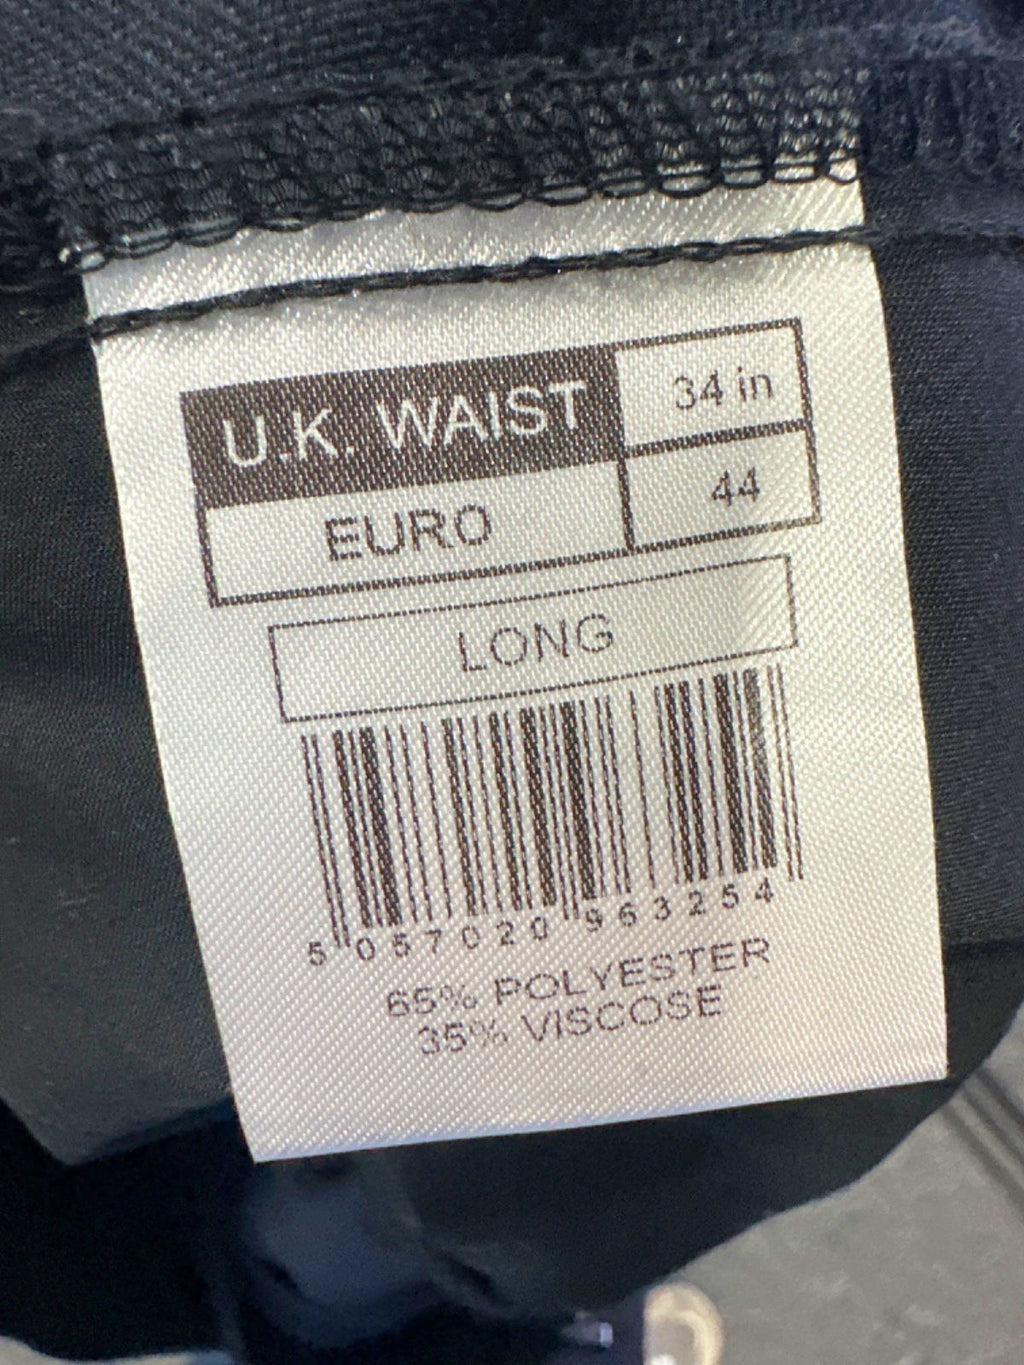 U.K. WAIST 34 in
EURO 44
LONG
5 057020 963254
65% POLYESTER
35% VISCOSE